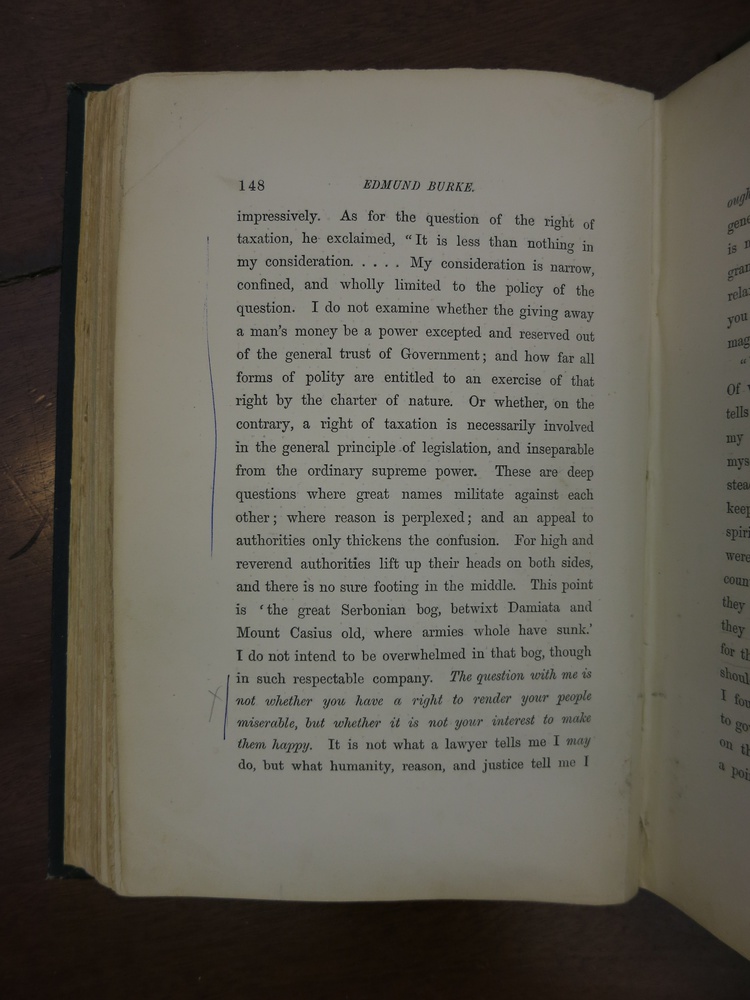 148 EDMUND BURKE.
impressively. As for the question of the right of
taxation, he exclaimed, “It is less than nothing in
my consideration. . . . . My consideration is narrow,
confined, and wholly limited to the policy of the
question. I do not examine whether the giving away
a man's money be a power excepted and reserved out
of the general trust of Government; and how far all
forms of polity are entitled to an exercise of that
right by the charter of nature. Or whether, on the
contrary, a right of taxation is necessarily involved
in the general principle of legislation, and inseparable
from the ordinary supreme power. These are deep
questions where great names militate against each
other; where reason is perplexed; and an appeal to
authorities only thickens the confusion. For high and
reverend authorities lift up their heads on both sides,
and there is no sure footing in the middle. This point
is ‘the great Serbonian bog, betwixt Damiata and
Mount Casius old, where armies whole have sunk.’
I do not intend to be overwhelmed in that bog, though
in such respectable company. The question with me is
not whether you have a right to render your people
miserable, but whether it is not your interest to make
them happy. It is not what a lawyer tells me I may
do, but what humanity, reason, and justice tell me I
is
Of
tells
my
you
they
they
for
I
to
on
a